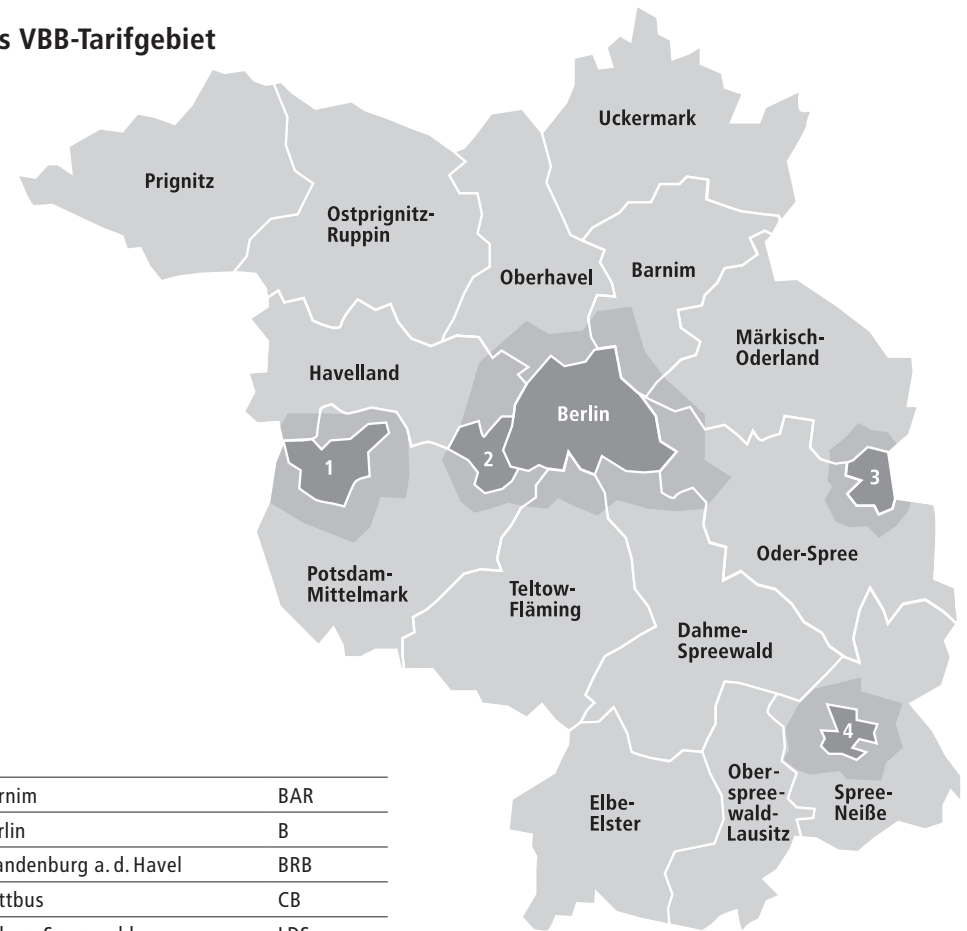 s VBB-Tarifgebiet
Uckermark
Prignitz
Ostprignitz-
Ruppin
Oberhavel
Barnim
Märkisch-
Oderland
Havelland
Berlin
1
2
3
Oder-Spree
Potsdam-
Mittelmark
Teltow-
Fläming
Dahme-
Spreewald
4
Ober-
spree-
wald-
Lausitz
Spree-
Neiße
Elbe-
Elster
rnim BAR
rlin B
andenburg a. d. Havel BRB
ttbus CB